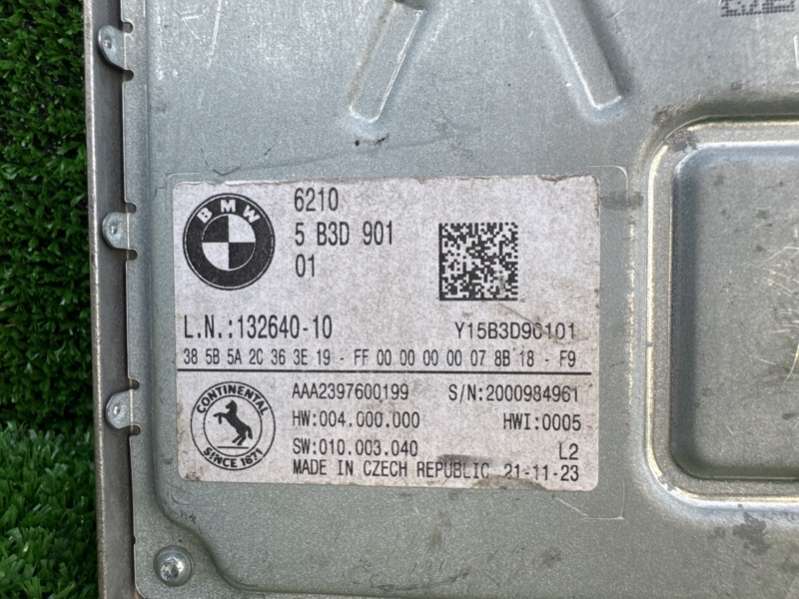 BMW
6210
5 B3D 901
01
L.N.:132640-10
Y15B3D90101
38 5B 5A 2C 36 3E 19 - FF 00 00 00 00 07 8B 18 - F9
CONTINENTAL
SINCE 1871
AAA2397600199
S/N:2000984961
HW:004.000.000
HWI:0005
SW:010.003.040
L2
MADE IN CZECH REPUBLIC 21-11-23